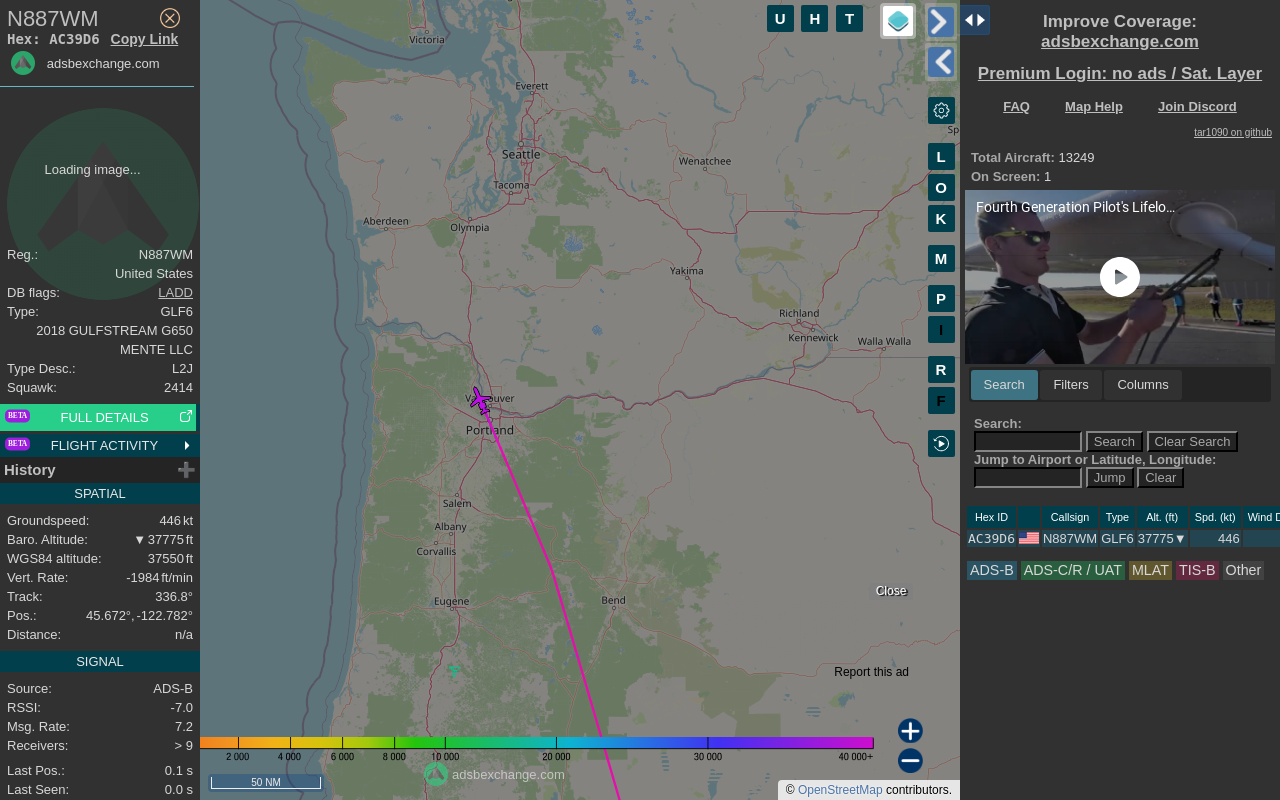 N887WM
Hex: AC39D6 Copy Link
adsbexchange.com
Loading image...
Reg.: N887WM
United States
DB flags: LADD
Type: GLF6
2018 GULFSTREAM G650
MENTE LLC
Type Desc.: L2J
Squawk: 2414
BETA FULL DETAILS
BETA FLIGHT ACTIVITY
History
SPATIAL
Groundspeed: 446 kt
Baro. Altitude: ▼ 37775 ft
WGS84 altitude: 37550 ft
Vert. Rate: -1984 ft/min
Track: 336.8°
Pos.: 45.672°, -122.782°
Distance: n/a
SIGNAL
Source: ADS-B
RSSI: -7.0
Msg. Rate: 7.2
Receivers: > 9
Last Pos.: 0.1 s
Last Seen: 0.0 s
U H T
Victoria
Everett
Seattle
Tacoma
Wenatchee
Sp
Aberdeen
Olympia
Yakima
Richland
Kennewick
Walla Walla
Portland
Salem
Albany
Corvallis
Eugene
Bend
L
O
K
M
P
I
R
F
Close
Report this ad
2 000 4 000 6 000 8 000 10 000 20 000 30 000 40 000+
adsbexchange.com
50 NM
© OpenStreetMap contributors.
Improve Coverage:
adsbexchange.com
Premium Login: no ads / Sat. Layer
FAQ Map Help Join Discord
tar1090 on github
Total Aircraft: 13249
On Screen: 1
Fourth Generation Pilot's Lifelo...
Search Filters Columns
Search:
Search Clear Search
Jump to Airport or Latitude, Longitude:
Jump Clear
Hex ID Callsign Type Alt. (ft) Spd. (kt) Wind D
AC39D6 N887WM GLF6 37775▼ 446
ADS-B ADS-C/R / UAT MLAT TIS-B Other